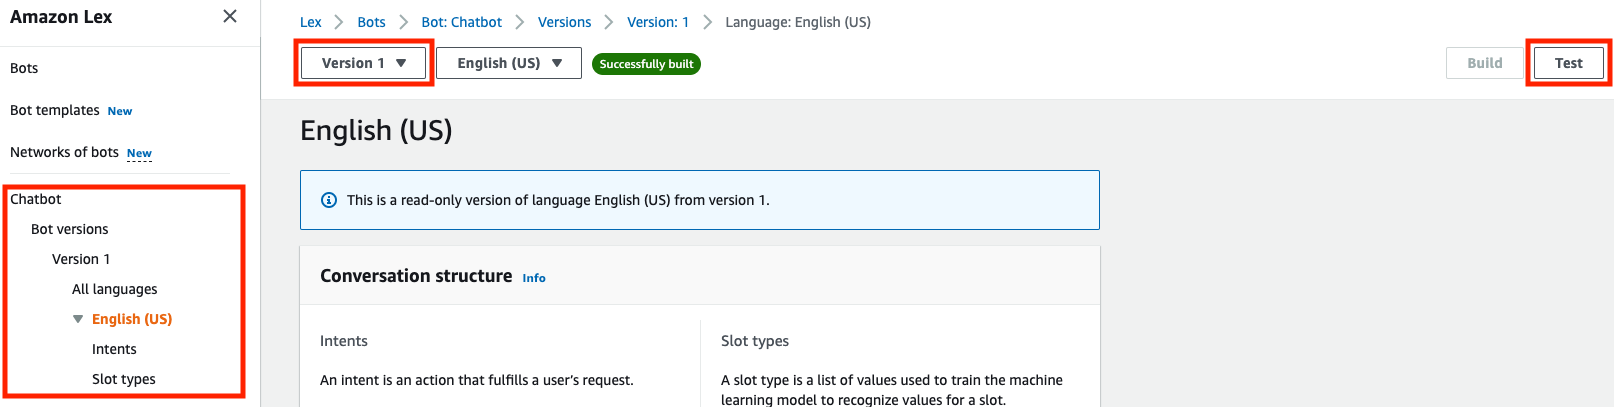 Amazon Lex
Bots
Bot templates New
Networks of bots New
Chatbot
Bot versions
Version 1
All languages
English (US)
Intents
Slot types
Lex Bots Bot: Chatbot Versions Version: 1 Language: English (US)
Version 1 English (US) Successfully built Build Test
English (US)
This is a read-only version of language English (US) from version 1.
Conversation structure Info
Intents
An intent is an action that fulfills a user's request.
Slot types
A slot type is a list of values used to train the machine
learning model to recognize values for a slot.